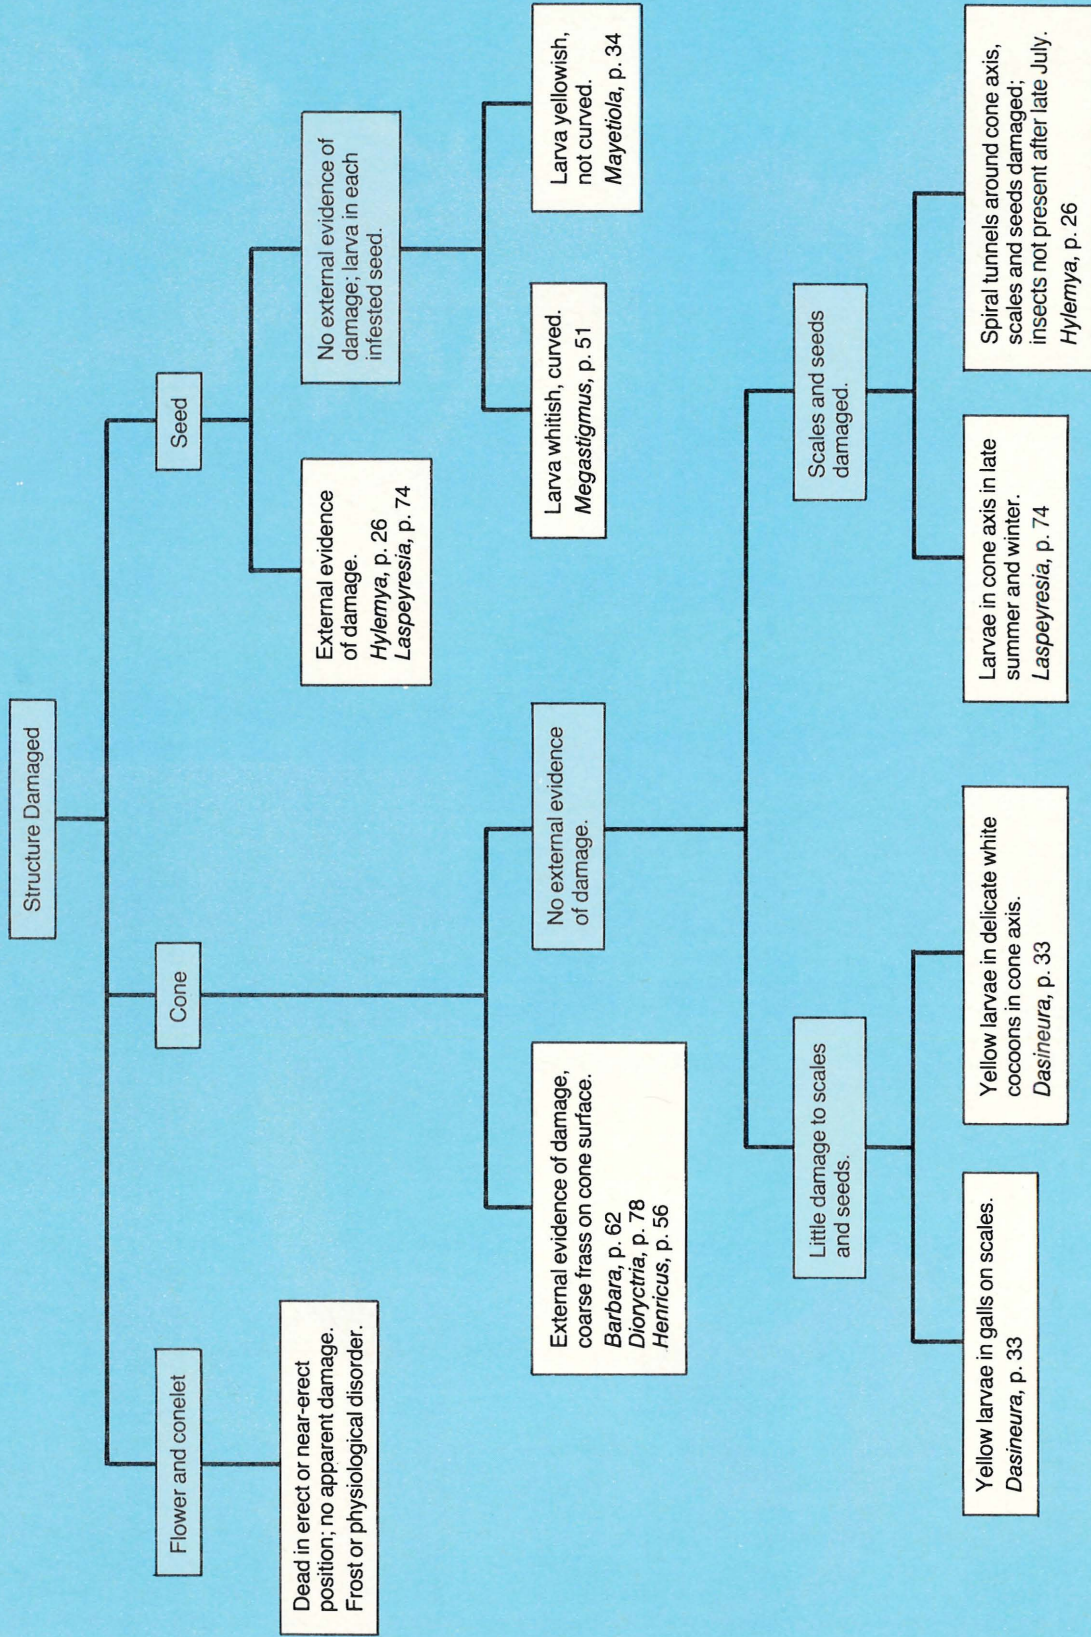 Structure Damaged
Flower and conelet
Cone
Seed
Dead in erect or near-erect
position; no apparent damage.
Frost or physiological disorder.
External evidence
of damage.
Hylemya, p. 26
Laspeyresia, p. 74
No external evidence of
damage; larva in each
infested seed.
External evidence of damage,
coarse frass on cone surface.
Barbara, p. 62
Dioryctria, p. 78
Henricus, p. 56
No external evidence
of damage.
Larva whitish, curved.
Megastigmus, p. 51
Larva yellowish,
not curved.
Mayetiola, p. 34
Little damage to scales
and seeds.
Scales and seeds
damaged.
Yellow larvae in galls on scales.
Dasineura, p. 33
Yellow larvae in delicate white
cocoons in cone axis.
Dasineura, p. 33
Larvae in cone axis in late
summer and winter.
Laspeyresia, p. 74
Spiral tunnels around cone axis,
scales and seeds damaged;
insects not present after late July.
Hylemya, p. 26